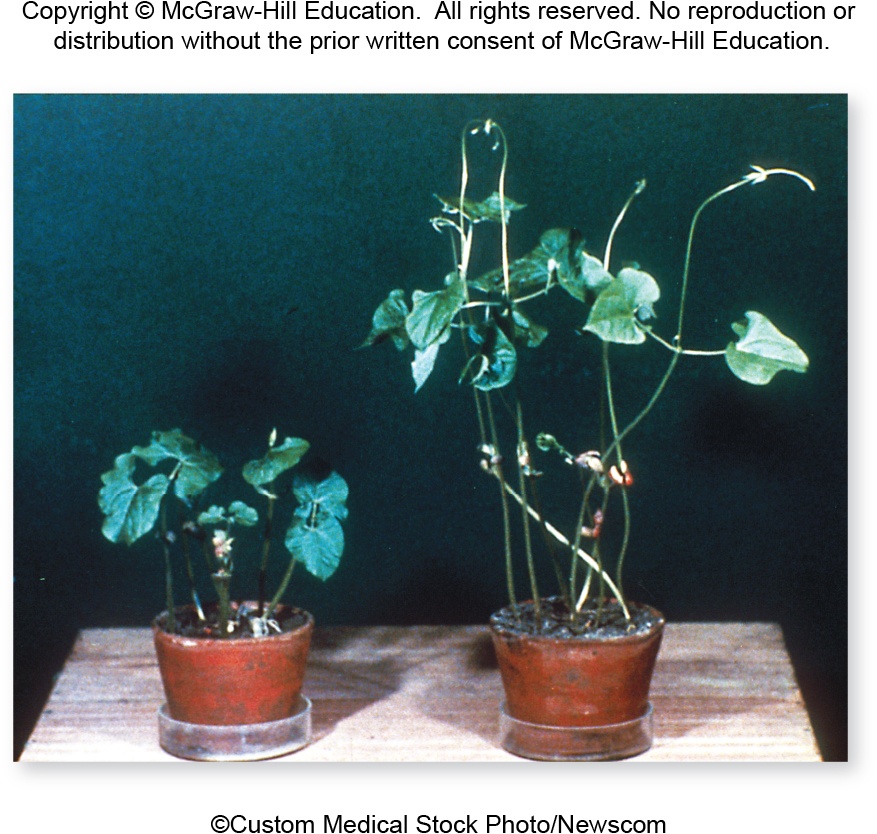 Copyright © McGraw-Hill Education.  All rights reserved. No reproduction or
distribution without the prior written consent of McGraw-Hill Education.
©Custom Medical Stock Photo/Newscom